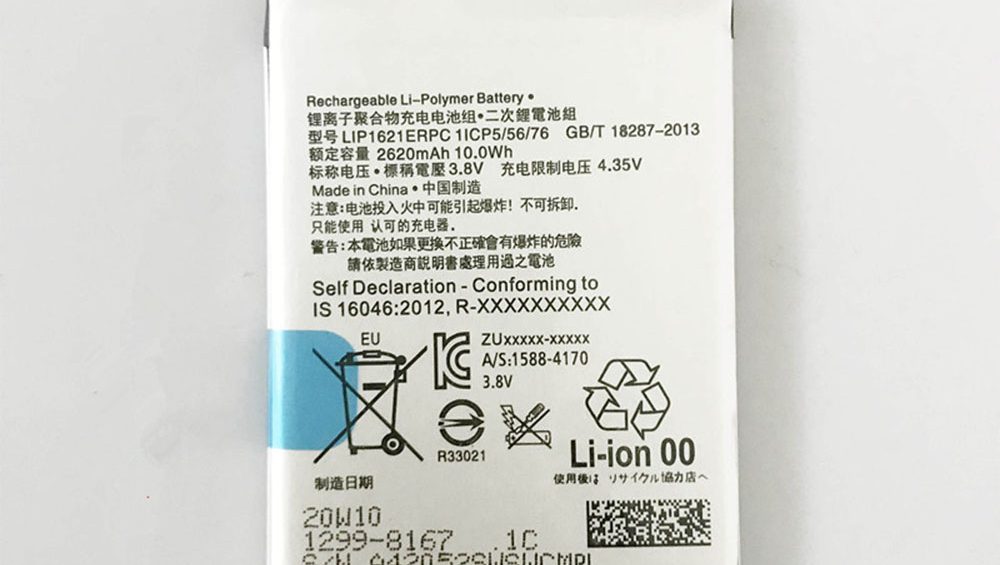 Rechargeable Li-Polymer Battery •
锂离子聚合物充电电池组•二次鋰電池組
型号 LIP1621ERPC 1ICP5/56/76 GB/T 18287-2013
额定容量 2620mAh 10.0Wh
标称电压•標稱電壓 3.8V 充电限制电压 4.35V
Made in China • 中国制造
注意:电池投入火中可能引起爆炸! 不可拆卸.
只能使用 认可的充电器.
警告:本電池如果更換不正確會有爆炸的危險
請依製造商說明書處理用過之電池
Self Declaration - Conforming to
IS 16046:2012, R-XXXXXXXXXX
EU
ZUxxxxx-xxxxx
A/S:1588-4170
3.8V
R33021
Li-ion 00
使用後は リサイクル協力店へ
制造日期
20W10
1299-8167 .1C